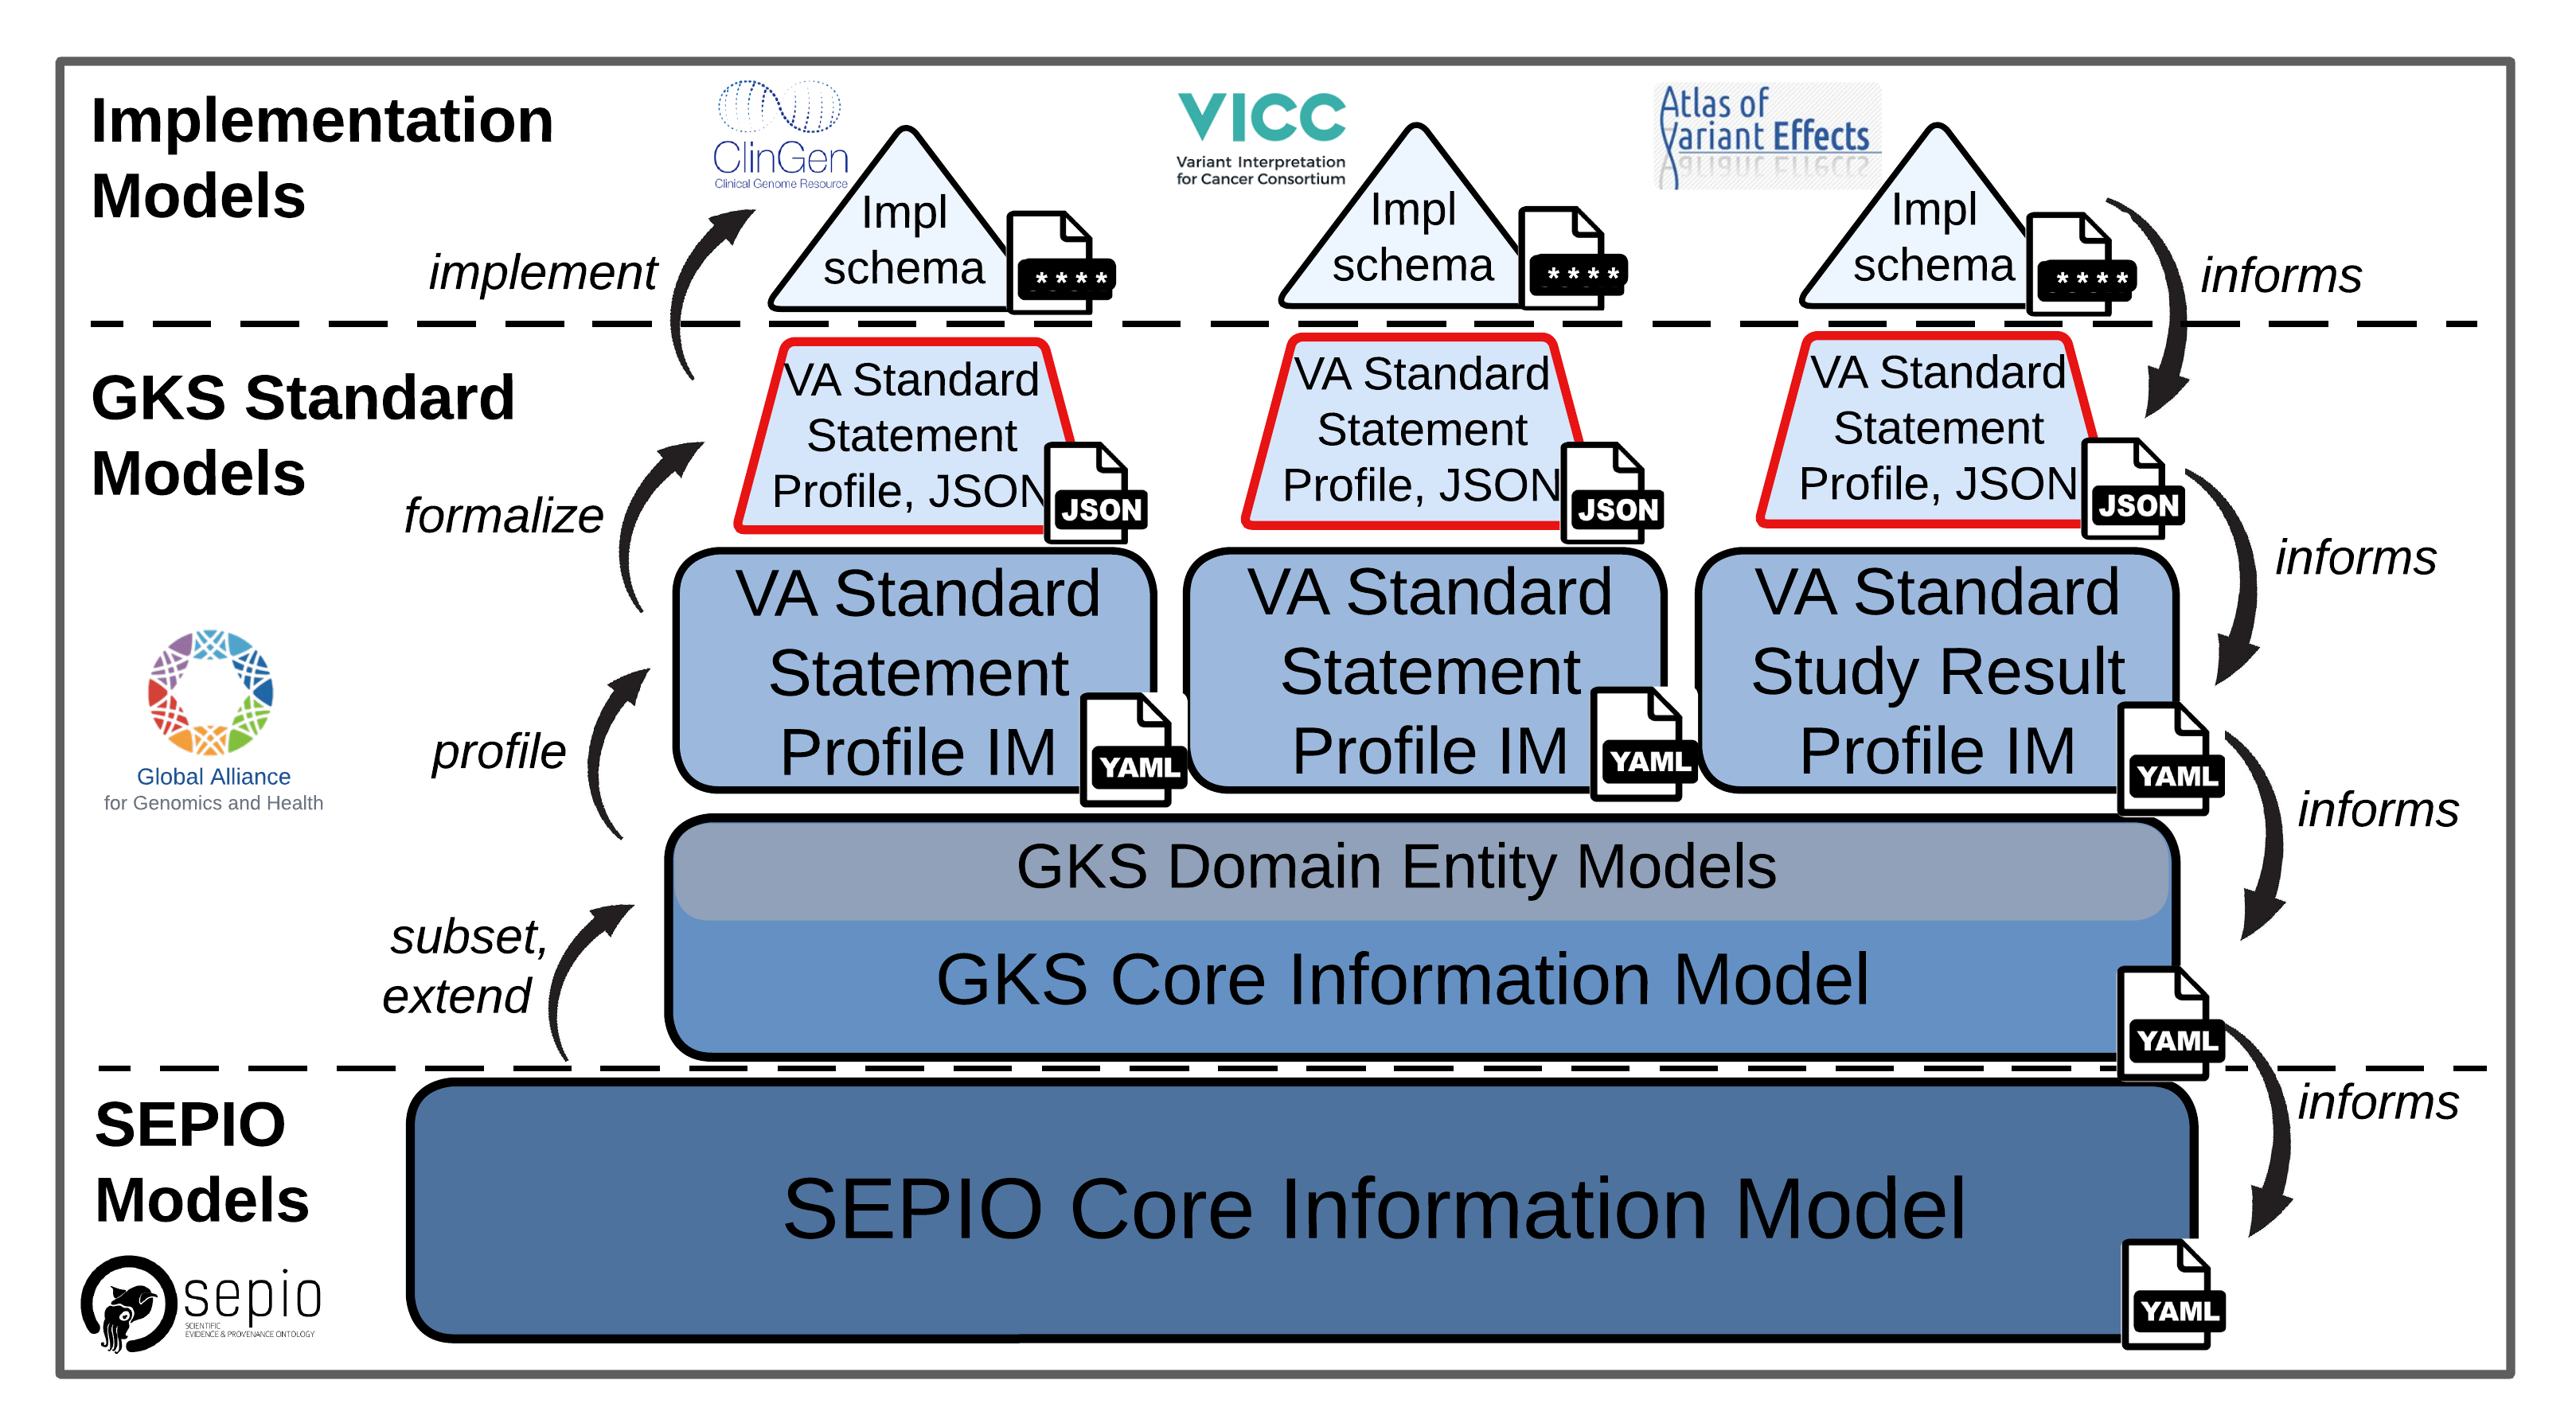 Implementation
Models
ClinGen
Clinical Genome Resource
VICC
Variant Interpretation
for Cancer Consortium
Atlas of
Variant Effects
Impl
schema
****
Impl
schema
****
Impl
schema
****
implement
informs
GKS Standard
Models
VA Standard
Statement
Profile, JSON
JSON
VA Standard
Statement
Profile, JSON
JSON
VA Standard
Statement
Profile, JSON
JSON
formalize
informs
VA Standard
Statement
Profile IM
YAML
VA Standard
Statement
Profile IM
YAML
VA Standard
Study Result
Profile IM
YAML
Global Alliance
for Genomics and Health
profile
informs
GKS Domain Entity Models
GKS Core Information Model
YAML
subset,
extend
informs
SEPIO
Models
sepio
SCIENTIFIC
EVIDENCE & PROVENANCE ONTOLOGY
SEPIO Core Information Model
YAML